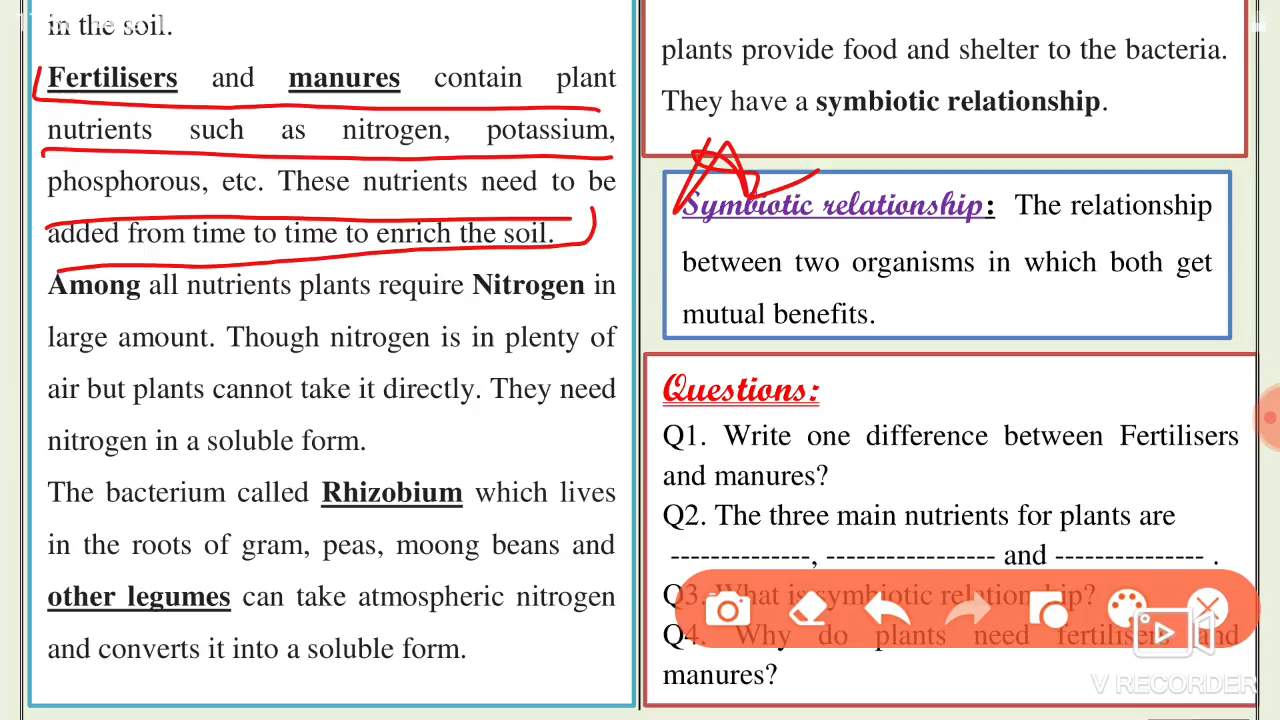 in the soil.
Fertilisers and manures contain plant
nutrients such as nitrogen, potassium,
phosphorous, etc. These nutrients need to be
added from time to time to enrich the soil.
Among all nutrients plants require Nitrogen in
large amount. Though nitrogen is in plenty of
air but plants cannot take it directly. They need
nitrogen in a soluble form.
The bacterium called Rhizobium which lives
in the roots of gram, peas, moong beans and
other legumes can take atmospheric nitrogen
and converts it into a soluble form.
plants provide food and shelter to the bacteria.
They have a symbiotic relationship.
Symbiotic relationship: The relationship
between two organisms in which both get
mutual benefits.
Questions:
Q1. Write one difference between Fertilisers
and manures?
Q2. The three main nutrients for plants are
--------------, ----------------- and --------------- .
Q3. What is symbiotic relationship?
Q4. Why do plants need fertilisers and
manures?
V RECORDER